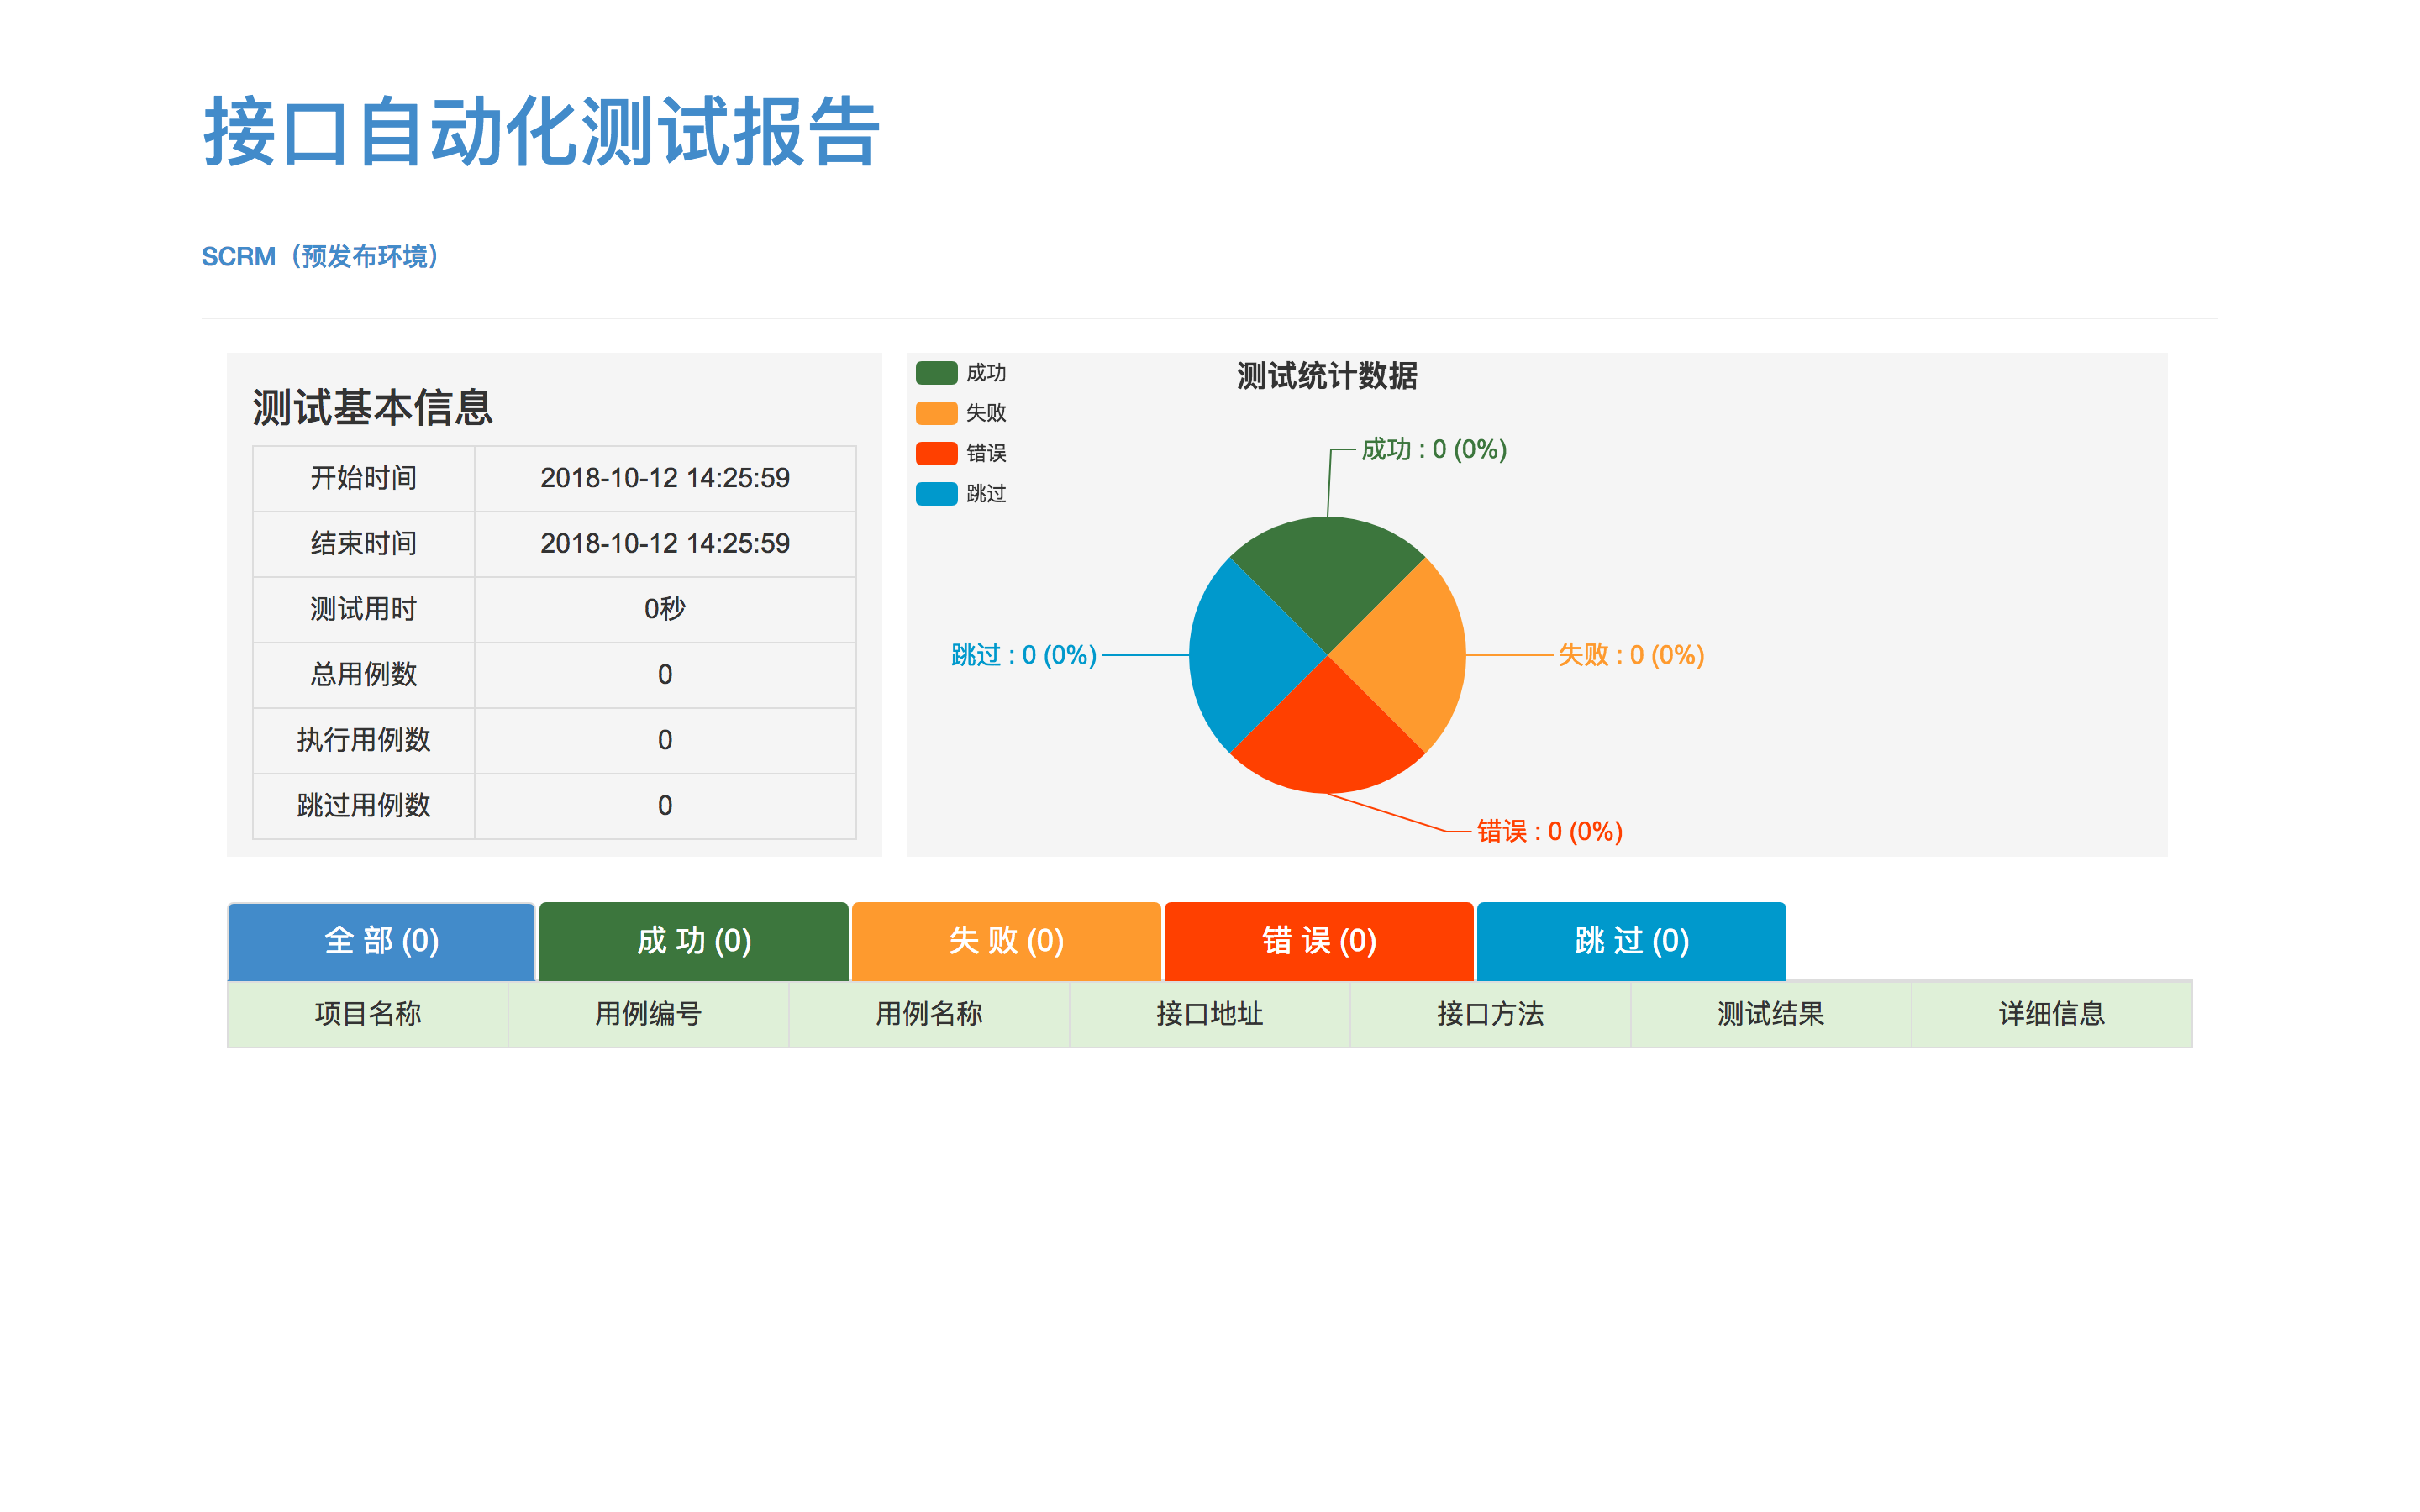 接口自动化测试报告
SCRM（预发布环境）
测试基本信息
开始时间 2018-10-12 14:25:59
结束时间 2018-10-12 14:25:59
测试用时 0秒
总用例数 0
执行用例数 0
跳过用例数 0
测试统计数据
成功
失败
错误
跳过
成功 : 0 (0%)
跳过 : 0 (0%)
失败 : 0 (0%)
错误 : 0 (0%)
全 部 (0) 成 功 (0) 失 败 (0) 错 误 (0) 跳 过 (0)
项目名称 用例编号 用例名称 接口地址 接口方法 测试结果 详细信息